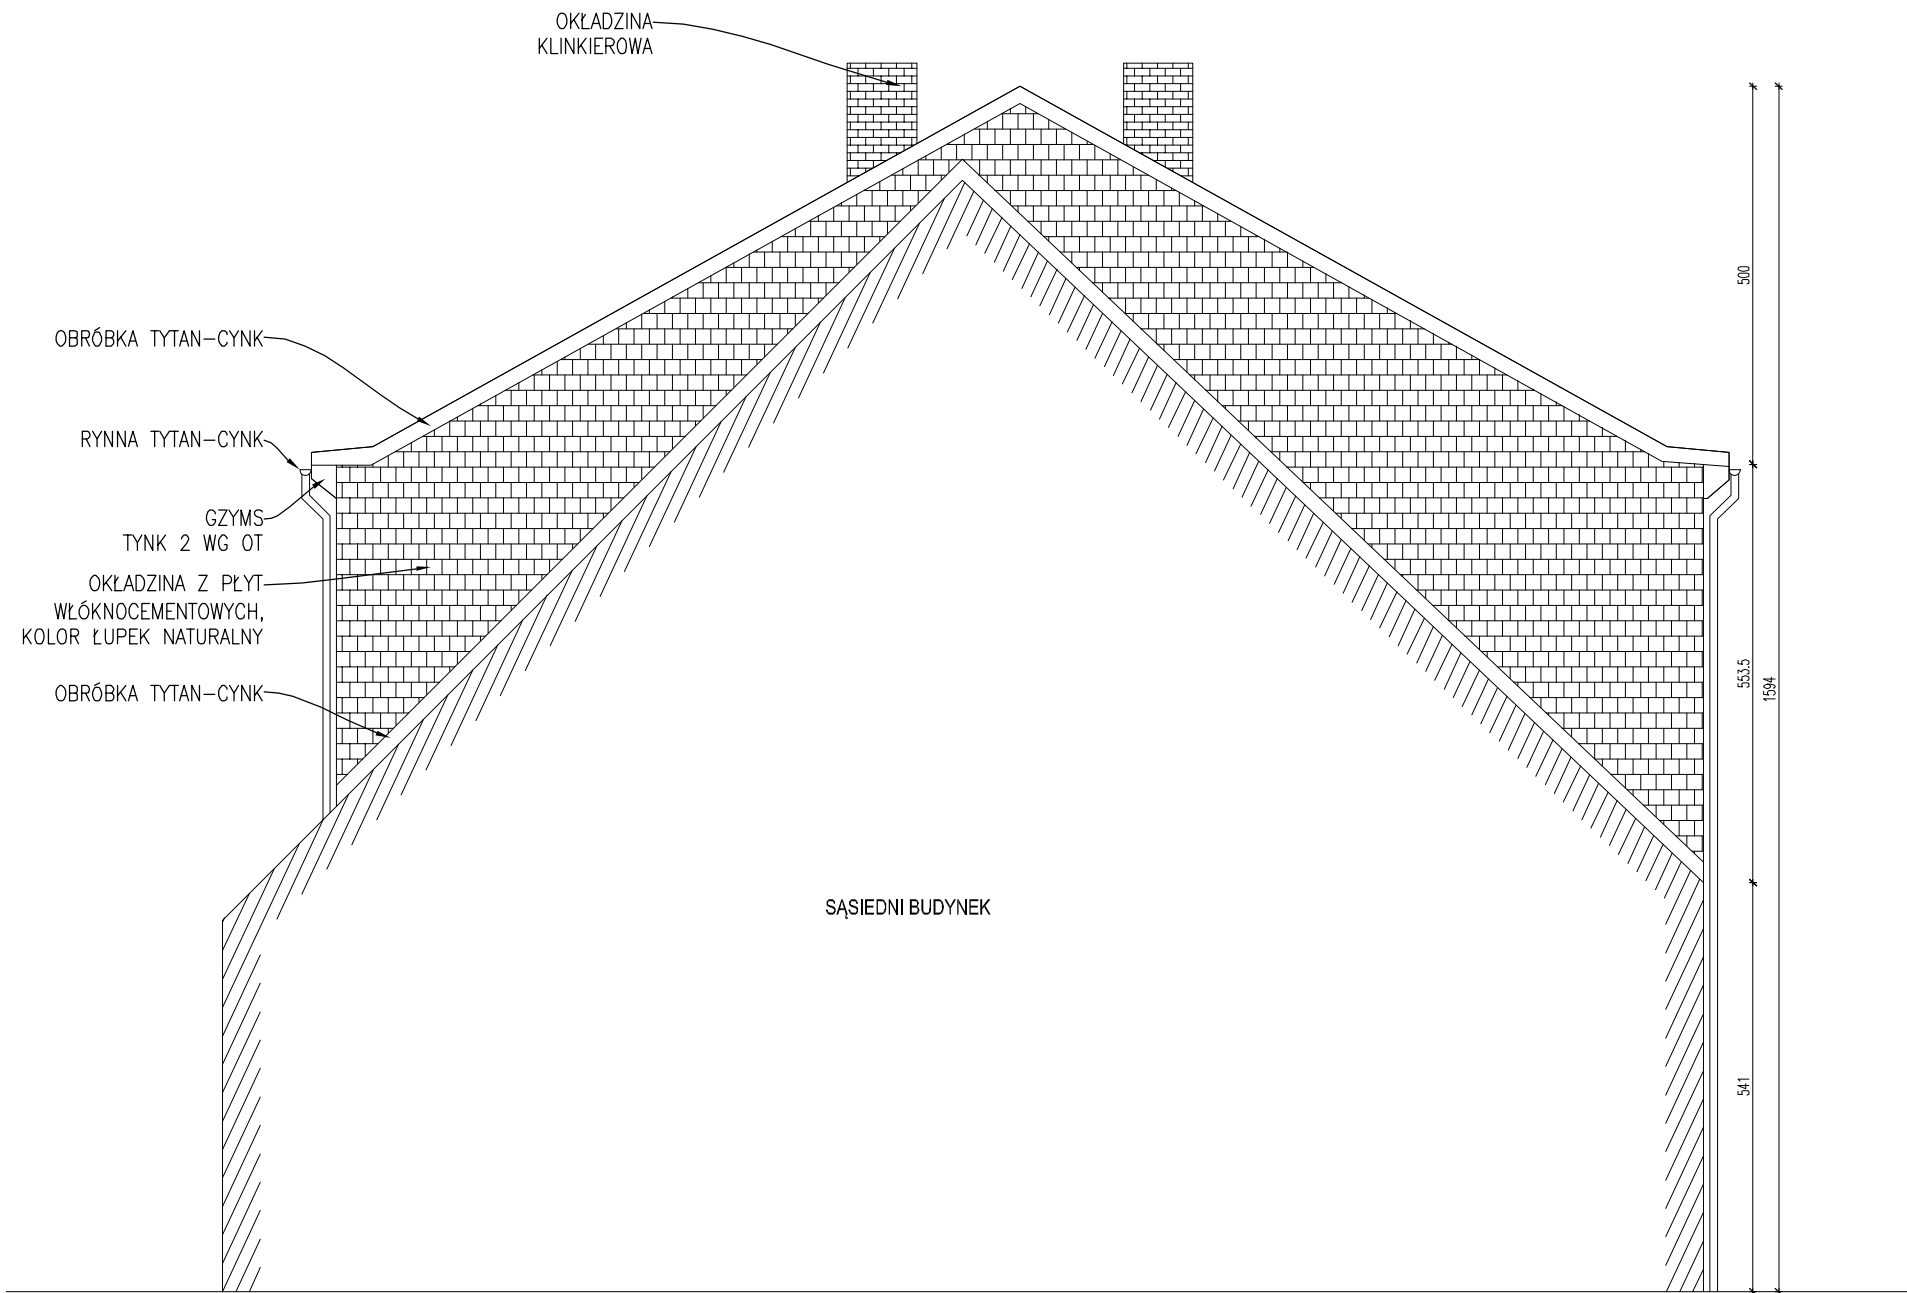 OKŁADZINA
KLINKIEROWA
OBRÓBKA TYTAN–CYNK
RYNNA TYTAN–CYNK
GZYMS
TYNK 2 WG OT
OKŁADZINA Z PŁYT
WŁÓKNOCEMENTOWYCH,
KOLOR ŁUPEK NATURALNY
OBRÓBKA TYTAN–CYNK
SĄSIEDNI BUDYNEK
500
553.5
1594
541